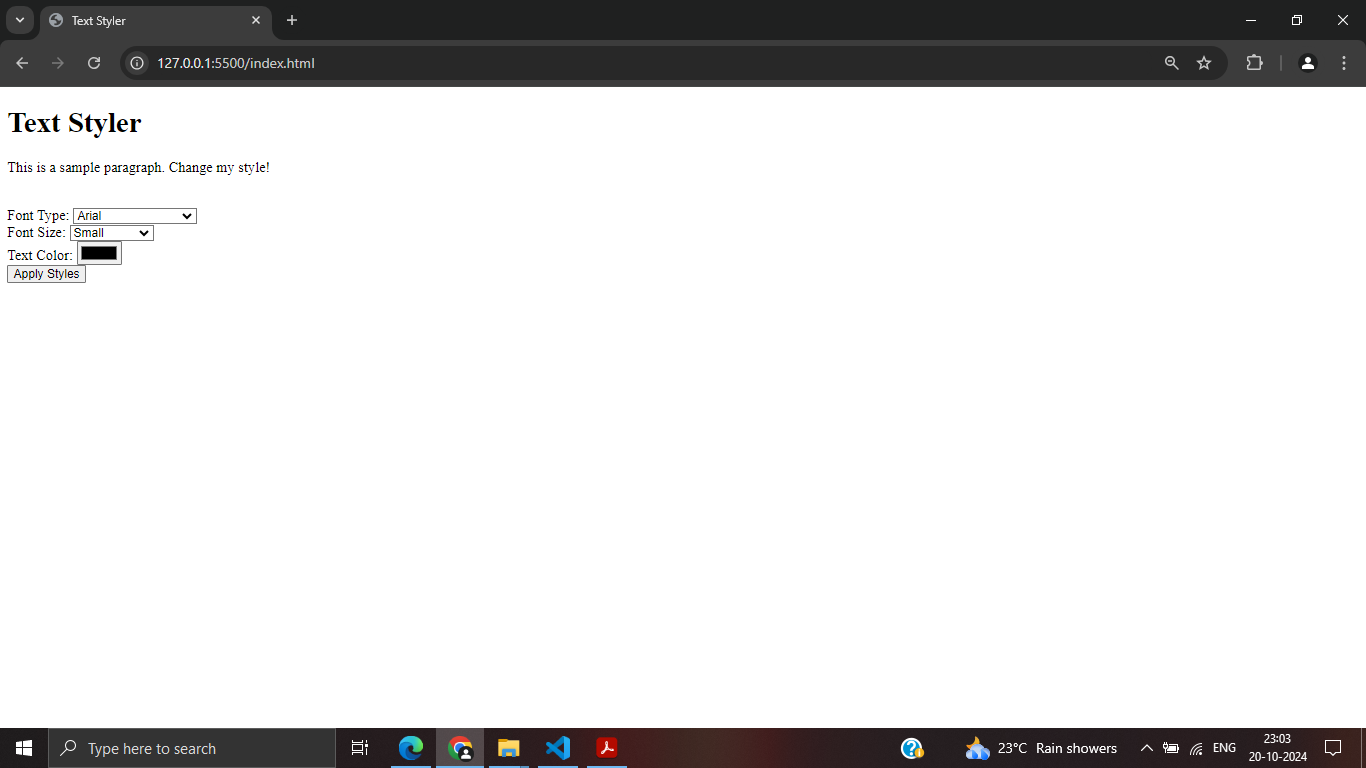 Text Styler
127.0.0.1:5500/index.html
Text Styler
This is a sample paragraph. Change my style!
Font Type: Arial
Font Size: Small
Text Color:
Apply Styles
Type here to search
23°C Rain showers
ENG
23:03
20-10-2024